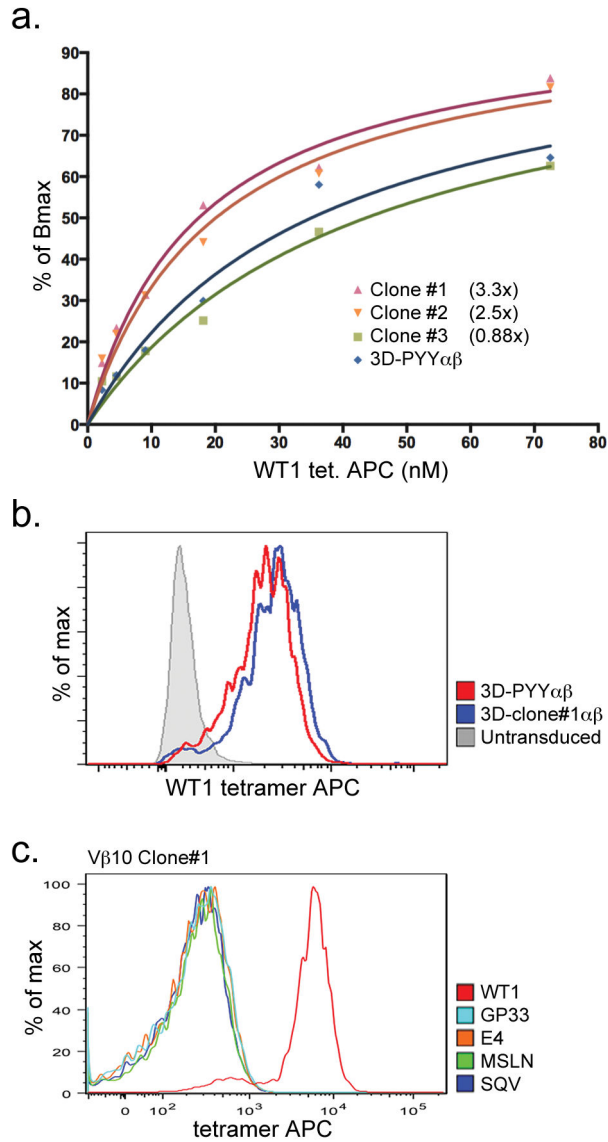 a.
90
80
70
60
50
40
30
20
10
0
% of Bmax
Clone #1 (3.3x)
Clone #2 (2.5x)
Clone #3 (0.88x)
3D-PYYαβ
0 10 20 30 40 50 60 70 80
WT1 tet. APC (nM)
b.
% of max
3D-PYYαβ
3D-clone#1αβ
Untransduced
WT1 tetramer APC
c.
Vβ10 Clone#1
100
80
60
40
20
0
% of max
WT1
GP33
E4
MSLN
SQV
0 10² 10³ 10⁴ 10⁵
tetramer APC